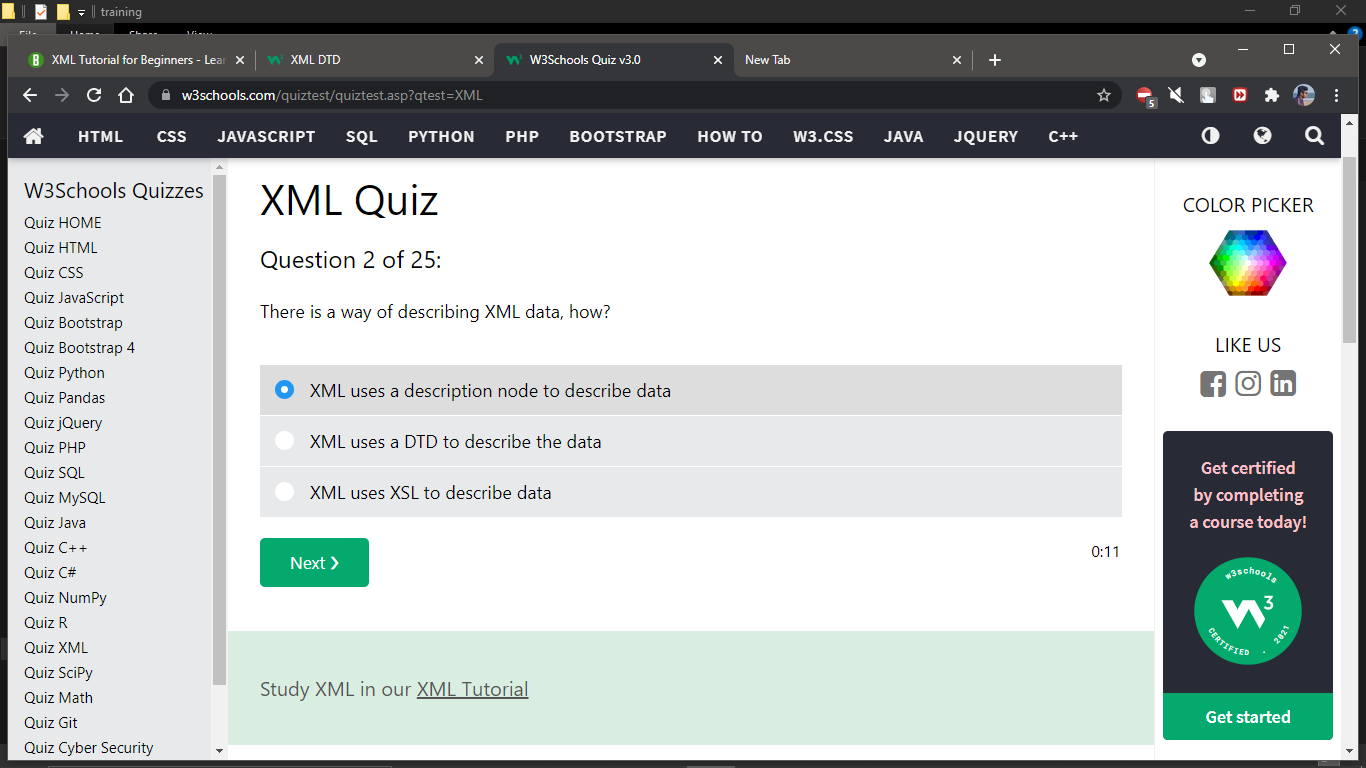 training
File Home Share View
XML Tutorial for Beginners - Lear
XML DTD
W3Schools Quiz v3.0
New Tab
w3schools.com/quiztest/quiztest.asp?qtest=XML
5
HTML CSS JAVASCRIPT SQL PYTHON PHP BOOTSTRAP HOW TO W3.CSS JAVA JQUERY C++
W3Schools Quizzes
Quiz HOME
Quiz HTML
Quiz CSS
Quiz JavaScript
Quiz Bootstrap
Quiz Bootstrap 4
Quiz Python
Quiz Pandas
Quiz jQuery
Quiz PHP
Quiz SQL
Quiz MySQL
Quiz Java
Quiz C++
Quiz C#
Quiz NumPy
Quiz R
Quiz XML
Quiz SciPy
Quiz Math
Quiz Git
Quiz Cyber Security
XML Quiz
Question 2 of 25:
There is a way of describing XML data, how?
XML uses a description node to describe data
XML uses a DTD to describe the data
XML uses XSL to describe data
Next ❯
0:11
Study XML in our XML Tutorial
COLOR PICKER
LIKE US
Get certified
by completing
a course today!
w3schools
W3
CERTIFIED . 2021
Get started